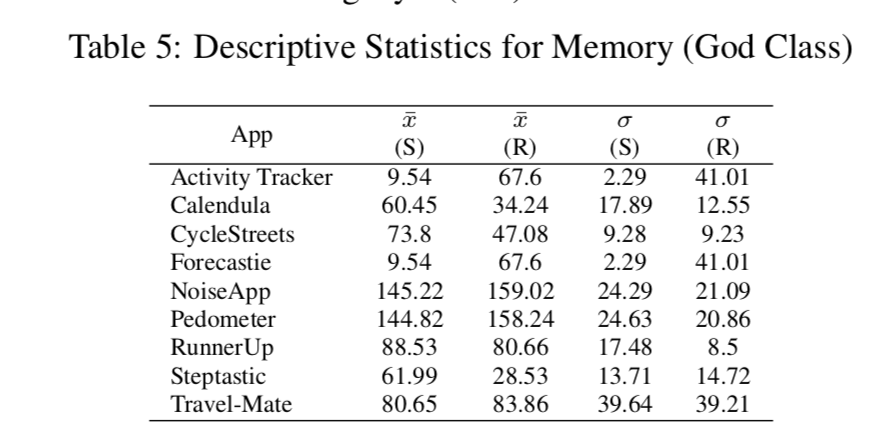 Table 5: Descriptive Statistics for Memory (God Class)
App x̄ (S) x̄ (R) σ (S) σ (R)
Activity Tracker 9.54 67.6 2.29 41.01
Calendula 60.45 34.24 17.89 12.55
CycleStreets 73.8 47.08 9.28 9.23
Forecastie 9.54 67.6 2.29 41.01
NoiseApp 145.22 159.02 24.29 21.09
Pedometer 144.82 158.24 24.63 20.86
RunnerUp 88.53 80.66 17.48 8.5
Steptastic 61.99 28.53 13.71 14.72
Travel-Mate 80.65 83.86 39.64 39.21